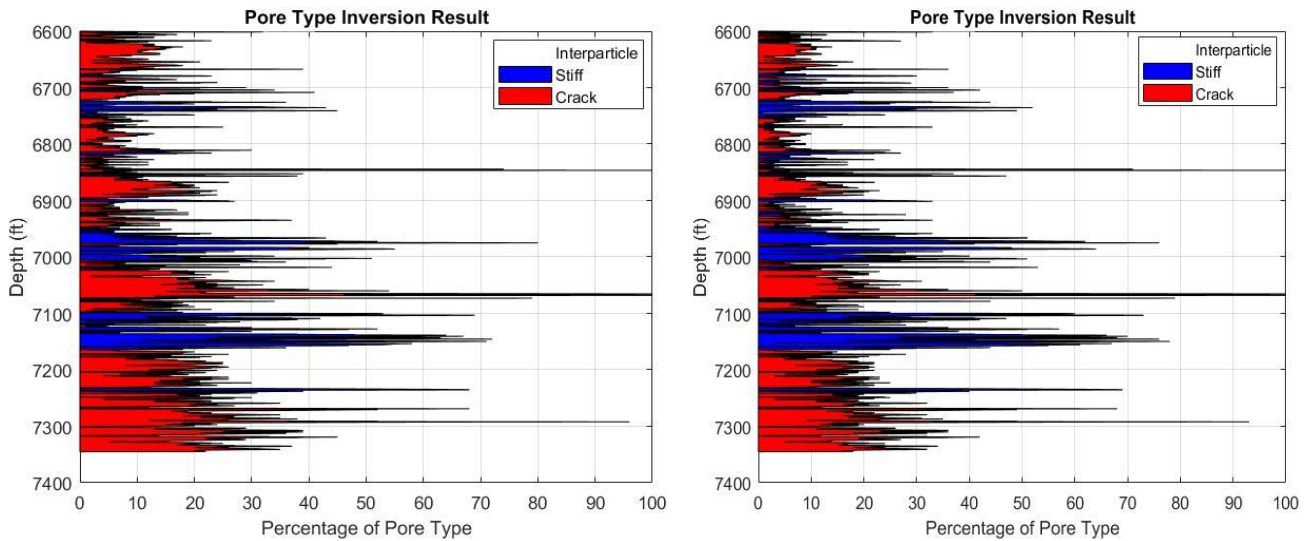 Pore Type Inversion Result
6600
6700
6800
6900
7000
7100
7200
7300
7400
Depth (ft)
Interparticle
Stiff
Crack
0 10 20 30 40 50 60 70 80 90 100
Percentage of Pore Type
Pore Type Inversion Result
6600
6700
6800
6900
7000
7100
7200
7300
7400
Depth (ft)
Interparticle
Stiff
Crack
0 10 20 30 40 50 60 70 80 90 100
Percentage of Pore Type